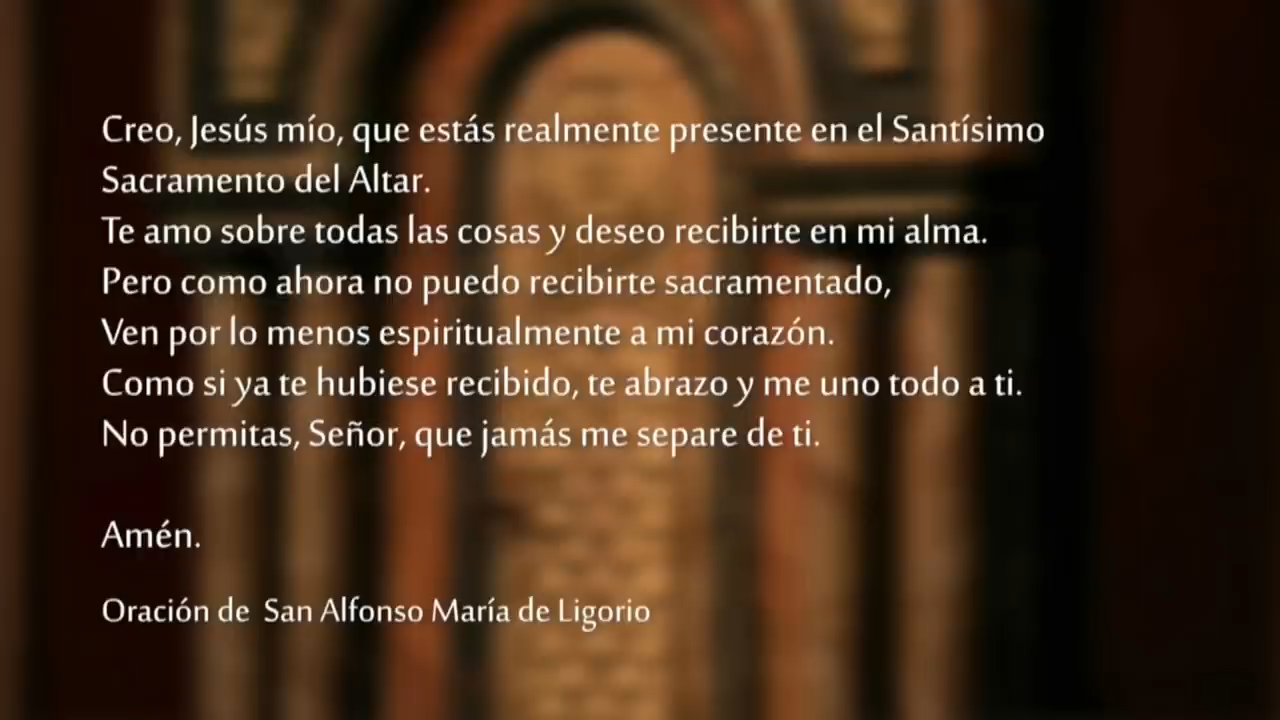 Creo, Jesús mío, que estás realmente presente en el Santísimo
Sacramento del Altar.
Te amo sobre todas las cosas y deseo recibirte en mi alma.
Pero como ahora no puedo recibirte sacramentado,
Ven por lo menos espiritualmente a mi corazón.
Como si ya te hubiese recibido, te abrazo y me uno todo a ti.
No permitas, Señor, que jamás me separe de ti.
Amén.
Oración de  San Alfonso María de Ligorio